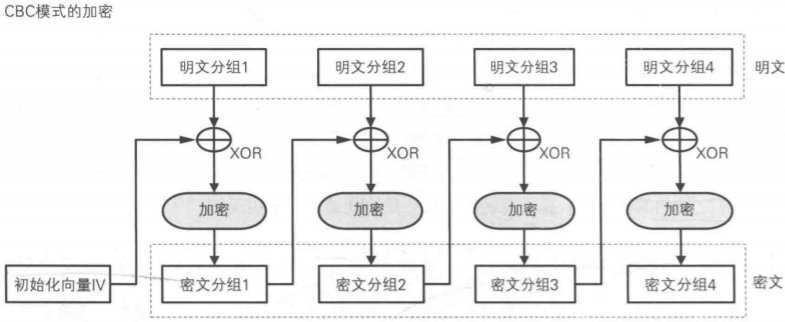 CBC模式的加密
明文分组1 明文分组2 明文分组3 明文分组4 明文
XOR XOR XOR XOR
加密 加密 加密 加密
初始化向量IV 密文分组1 密文分组2 密文分组3 密文分组4 密文